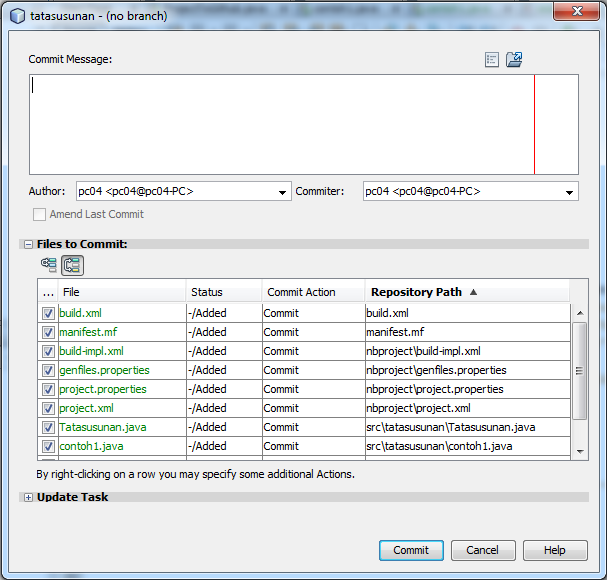 tatasusunan - (no branch)
Commit Message:
Author: pc04 <pc04@pc04-PC> Commiter: pc04 <pc04@pc04-PC>
Amend Last Commit
Files to Commit:
... File Status Commit Action Repository Path
build.xml -/Added Commit build.xml
manifest.mf -/Added Commit manifest.mf
build-impl.xml -/Added Commit nbproject\build-impl.xml
genfiles.properties -/Added Commit nbproject\genfiles.properties
project.properties -/Added Commit nbproject\project.properties
project.xml -/Added Commit nbproject\project.xml
Tatasusunan.java -/Added Commit src\tatasusunan\Tatasusunan.java
contoh1.java -/Added Commit src\tatasusunan\contoh1.java
By right-clicking on a row you may specify some additional Actions.
Update Task
Commit Cancel Help